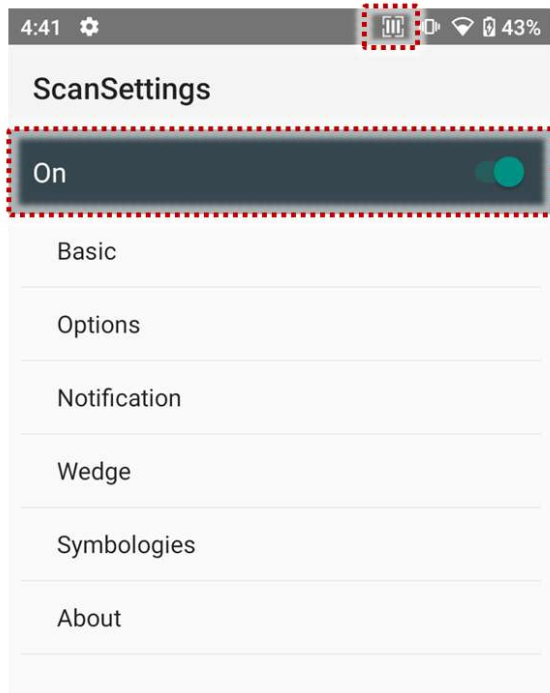 4:41 43%
ScanSettings
On
Basic
Options
Notification
Wedge
Symbologies
About